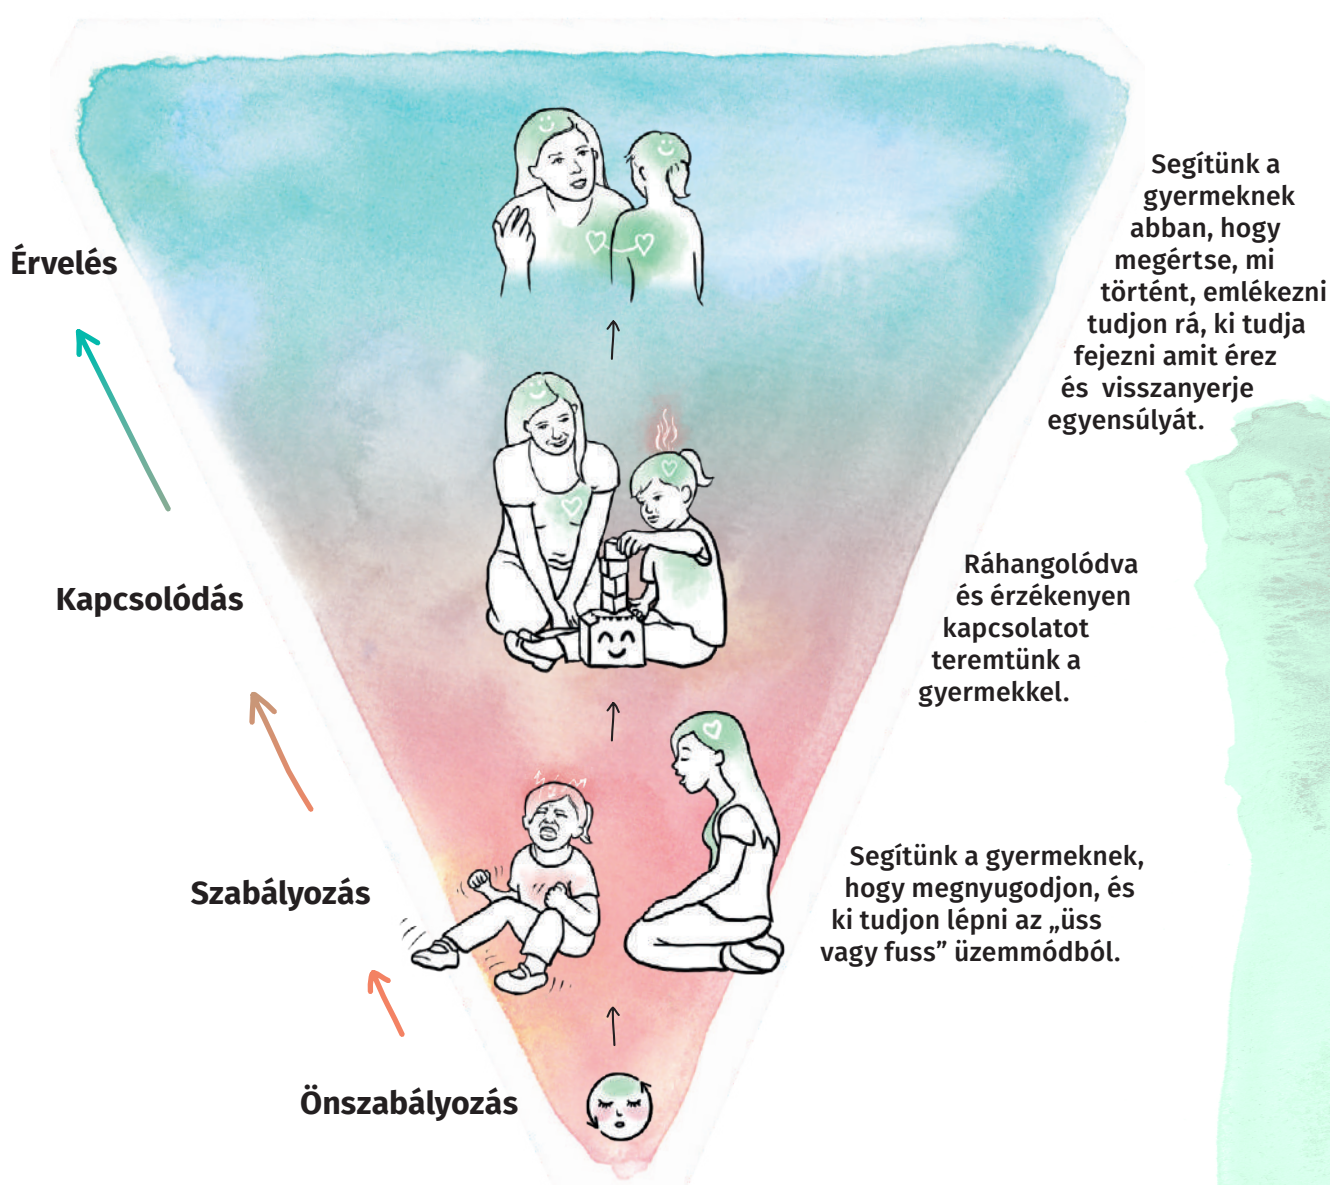 Érvelés
Segítünk a
gyermeknek
abban, hogy
megértse, mi
történt, emlékezni
tudjon rá, ki tudja
fejezni amit érez
és visszanyerje
egyensúlyát.
Kapcsolódás
Ráhangolódva
és érzékenyen
kapcsolatot
teremtünk a
gyermekkel.
Szabályozás
Segítünk a gyermeknek,
hogy megnyugodjon, és
ki tudjon lépni az „üss
vagy fuss” üzemmódból.
Önszabályozás